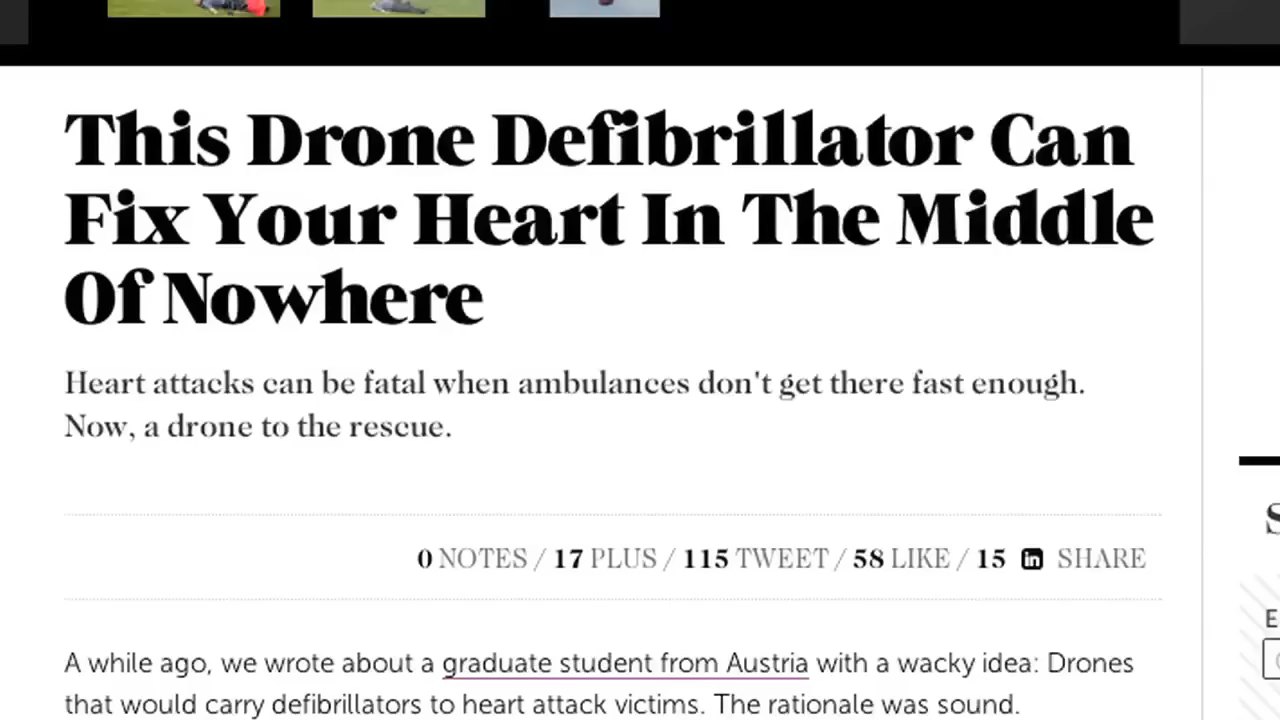 This Drone Defibrillator Can
Fix Your Heart In The Middle
Of Nowhere
Heart attacks can be fatal when ambulances don't get there fast enough.
Now, a drone to the rescue.
0 NOTES / 17 PLUS / 115 TWEET / 58 LIKE / 15 in SHARE
A while ago, we wrote about a graduate student from Austria with a wacky idea: Drones
that would carry defibrillators to heart attack victims. The rationale was sound.